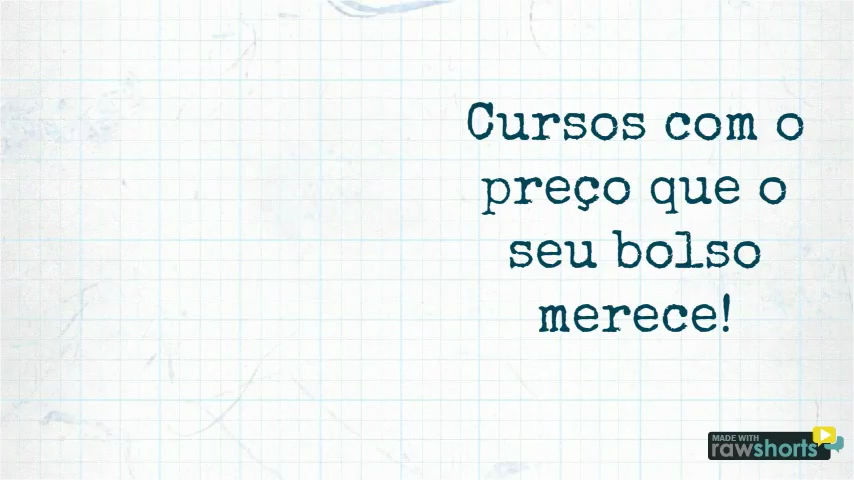 Cursos com o
preço que o
seu bolso
merece!
MADE WITH
rawshorts